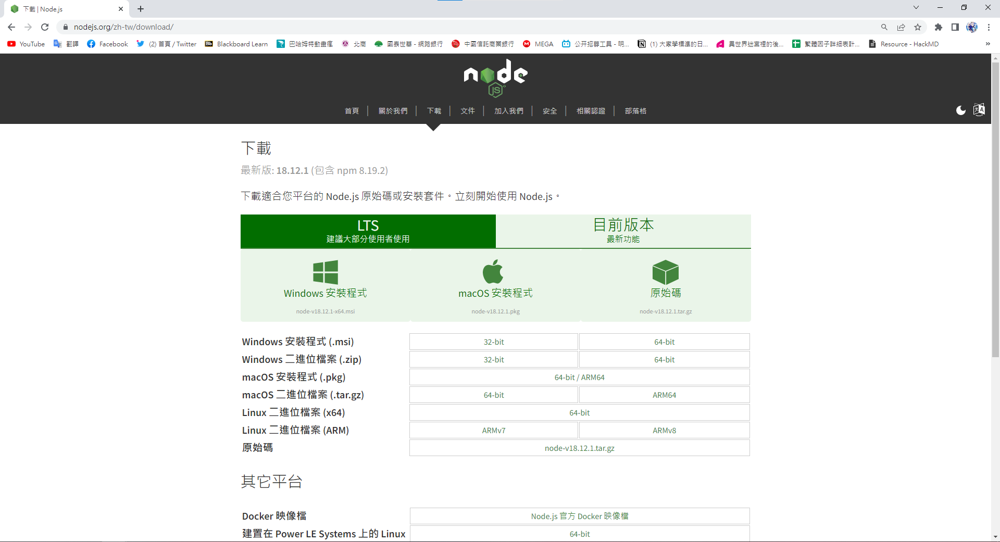 下載 | Node.js
nodejs.org/zh-tw/download/
YouTube 翻譯 Facebook (2) 首頁 / Twitter Bb Blackboard Learn 巴哈姆特動畫瘋 北商 國泰世華 - 網路銀行 中國信託商業銀行 MEGA 公开招募工具 - 明... (1) 大家學標準的日... 異世界迷宮裡的後... 繁體因子詳細表計... Resource - HackMD »
node
JS
首頁 | 關於我們 | 下載 | 文件 | 加入我們 | 安全 | 相關認證 | 部落格
下載
最新版: 18.12.1 (包含 npm 8.19.2)
下載適合您平台的 Node.js 原始碼或安裝套件。立刻開始使用 Node.js。
LTS
建議大部分使用者使用
目前版本
最新功能
Windows 安裝程式
node-v18.12.1-x64.msi
macOS 安裝程式
node-v18.12.1.pkg
原始碼
node-v18.12.1.tar.gz
Windows 安裝程式 (.msi) 32-bit 64-bit
Windows 二進位檔案 (.zip) 32-bit 64-bit
macOS 安裝程式 (.pkg) 64-bit / ARM64
macOS 二進位檔案 (.tar.gz) 64-bit ARM64
Linux 二進位檔案 (x64) 64-bit
Linux 二進位檔案 (ARM) ARMv7 ARMv8
原始碼 node-v18.12.1.tar.gz
其它平台
Docker 映像檔 Node.js 官方 Docker 映像檔
建置在 Power LE Systems 上的 Linux 64-bit